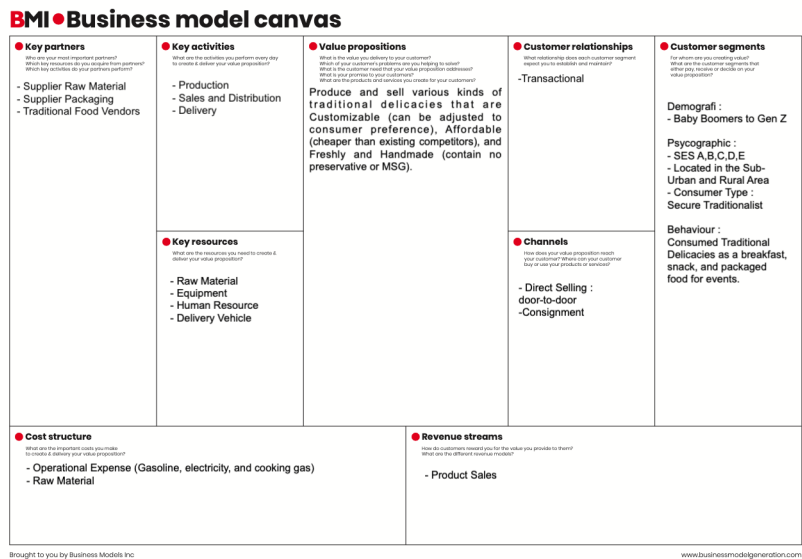 BMI Business model canvas
Key partners
Who are your most important partners?
Which key resources do you acquire from partners?
Which key activities do your partners perform?
- Supplier Raw Material
- Supplier Packaging
- Traditional Food Vendors
Key activities
What are the activities you perform every day
to create & deliver your value proposition?
- Production
- Sales and Distribution
- Delivery
Key resources
What are the resources you need to create &
deliver your value proposition?
- Raw Material
- Equipment
- Human Resource
- Delivery Vehicle
Value propositions
What is the value you deliver to your customer?
Which of your customer's problems are you helping to solve?
What is the customer need that your value proposition addresses?
What is your promise to your customers?
What are the products and services you create for your customers?
Produce and sell various kinds of
traditional delicacies that are
Customizable (can be adjusted to
consumer preference), Affordable
(cheaper than existing competitors), and
Freshly and Handmade (contain no
preservative or MSG).
Customer relationships
What relationship does each customer segment
expect you to establish and maintain?
-Transactional
Channels
How does your value proposition reach
your customer? Where can your customer
buy or use your products or services?
- Direct Selling :
door-to-door
-Consignment
Customer segments
For whom are you creating value?
What are the customer segments that
either pay, receive or decide on your
value proposition?
Demografi :
- Baby Boomers to Gen Z
Psycographic :
- SES A,B,C,D,E
- Located in the Sub-
Urban and Rural Area
- Consumer Type :
Secure Traditionalist
Behaviour :
Consumed Traditional
Delicacies as a breakfast,
snack, and packaged
food for events.
Cost structure
What are the important costs you make
to create & delivery your value proposition?
- Operational Expense (Gasoline, electricity, and cooking gas)
- Raw Material
Revenue streams
How do customers reward you for the value you provide to them?
What are the different revenue models?
- Product Sales
Brought to you by Business Models Inc
www.businessmodelgeneration.com